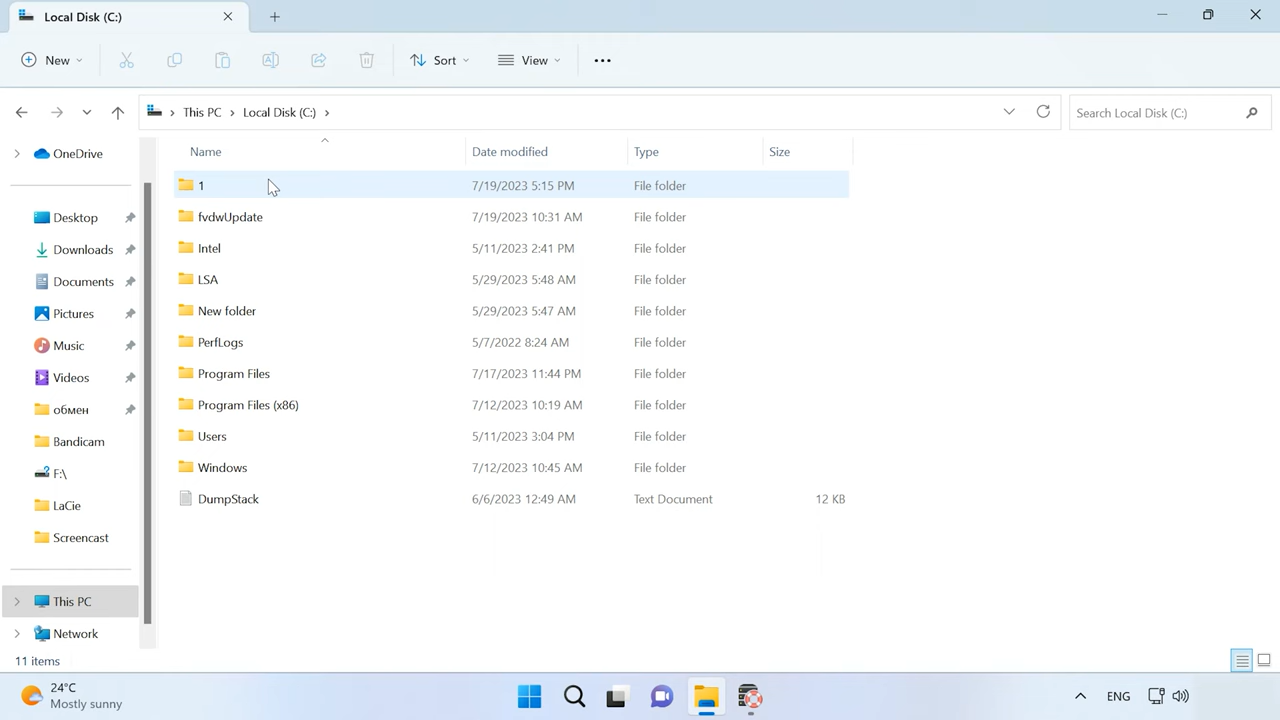 Local Disk (C:)
New
Sort
View
This PC
Local Disk (C:)
Search Local Disk (C:)
OneDrive
Desktop
Downloads
Documents
Pictures
Music
Videos
обмен
Bandicam
F:\
LaCie
Screencast
This PC
Network
Name Date modified Type Size
1 7/19/2023 5:15 PM File folder
fvdwUpdate 7/19/2023 10:31 AM File folder
Intel 5/11/2023 2:41 PM File folder
LSA 5/29/2023 5:48 AM File folder
New folder 5/29/2023 5:47 AM File folder
PerfLogs 5/7/2022 8:24 AM File folder
Program Files 7/17/2023 11:44 PM File folder
Program Files (x86) 7/12/2023 10:19 AM File folder
Users 5/11/2023 3:04 PM File folder
Windows 7/12/2023 10:45 AM File folder
DumpStack 6/6/2023 12:49 AM Text Document 12 KB
11 items
24°C
Mostly sunny
ENG